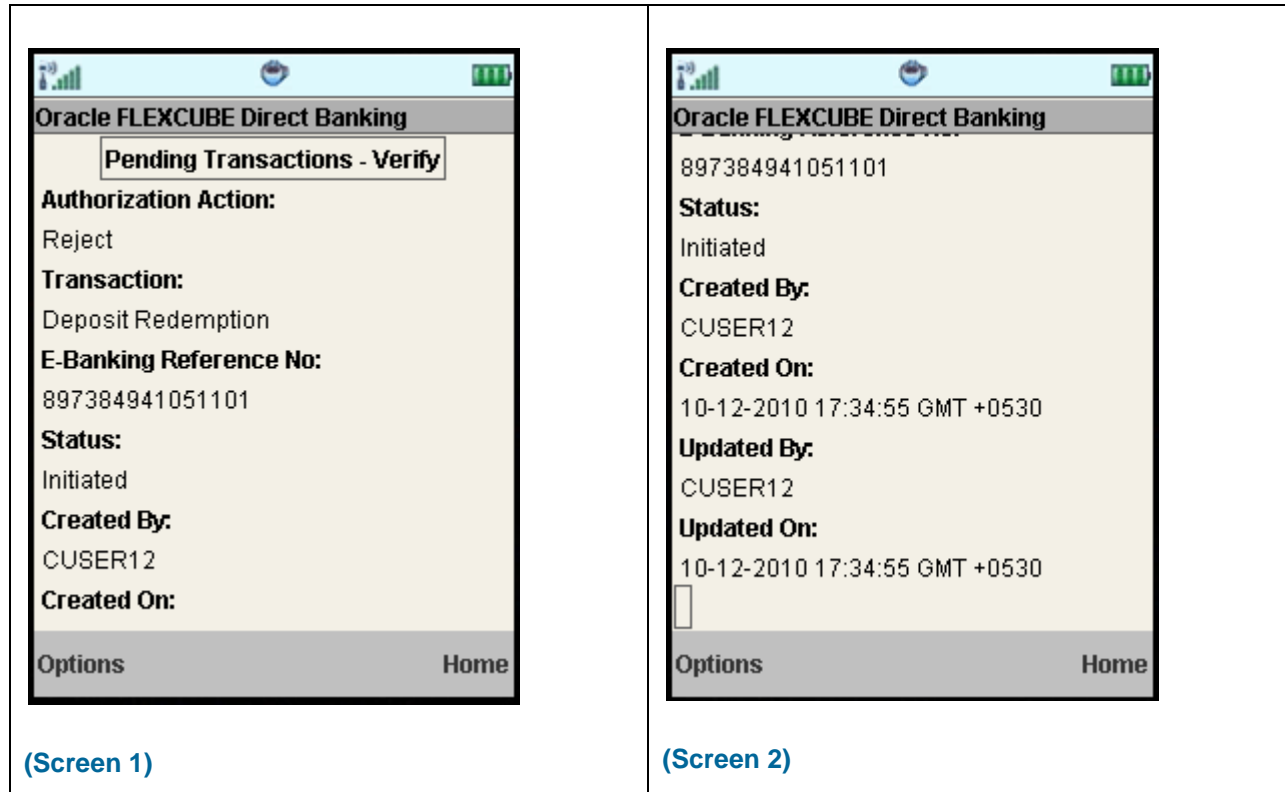 Oracle FLEXCUBE Direct Banking
Pending Transactions - Verify
Authorization Action:
Reject
Transaction:
Deposit Redemption
E-Banking Reference No:
897384941051101
Status:
Initiated
Created By:
CUSER12
Created On:
Options Home
(Screen 1)
Oracle FLEXCUBE Direct Banking
E-Banking Reference No:
897384941051101
Status:
Initiated
Created By:
CUSER12
Created On:
10-12-2010 17:34:55 GMT +0530
Updated By:
CUSER12
Updated On:
10-12-2010 17:34:55 GMT +0530
Options Home
(Screen 2)